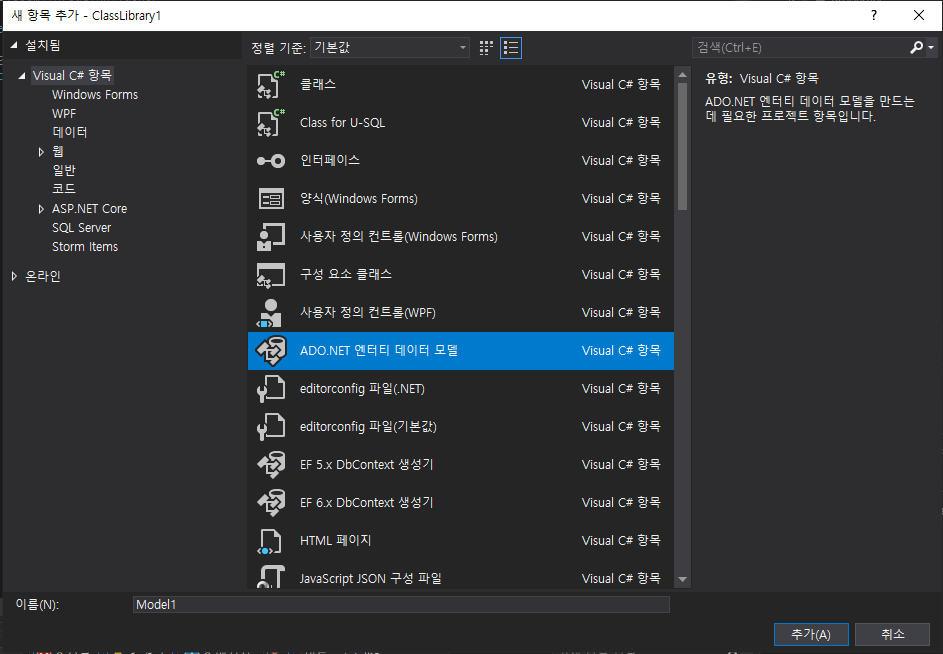 새 항목 추가 - ClassLibrary1
?
설치됨
정렬 기준: 기본값
검색(Ctrl+E)
Visual C# 항목
Windows Forms
WPF
데이터
웹
일반
코드
ASP.NET Core
SQL Server
Storm Items
온라인
클래스 Visual C# 항목
Class for U-SQL Visual C# 항목
인터페이스 Visual C# 항목
양식(Windows Forms) Visual C# 항목
사용자 정의 컨트롤(Windows Forms) Visual C# 항목
구성 요소 클래스 Visual C# 항목
사용자 정의 컨트롤(WPF) Visual C# 항목
ADO.NET 엔터티 데이터 모델 Visual C# 항목
editorconfig 파일(.NET) Visual C# 항목
editorconfig 파일(기본값) Visual C# 항목
EF 5.x DbContext 생성기 Visual C# 항목
EF 6.x DbContext 생성기 Visual C# 항목
HTML 페이지 Visual C# 항목
JavaScript JSON 구성 파일 Visual C# 항목
유형: Visual C# 항목
ADO.NET 엔터티 데이터 모델을 만드는
데 필요한 프로젝트 항목입니다.
이름(N): Model1
추가(A) 취소